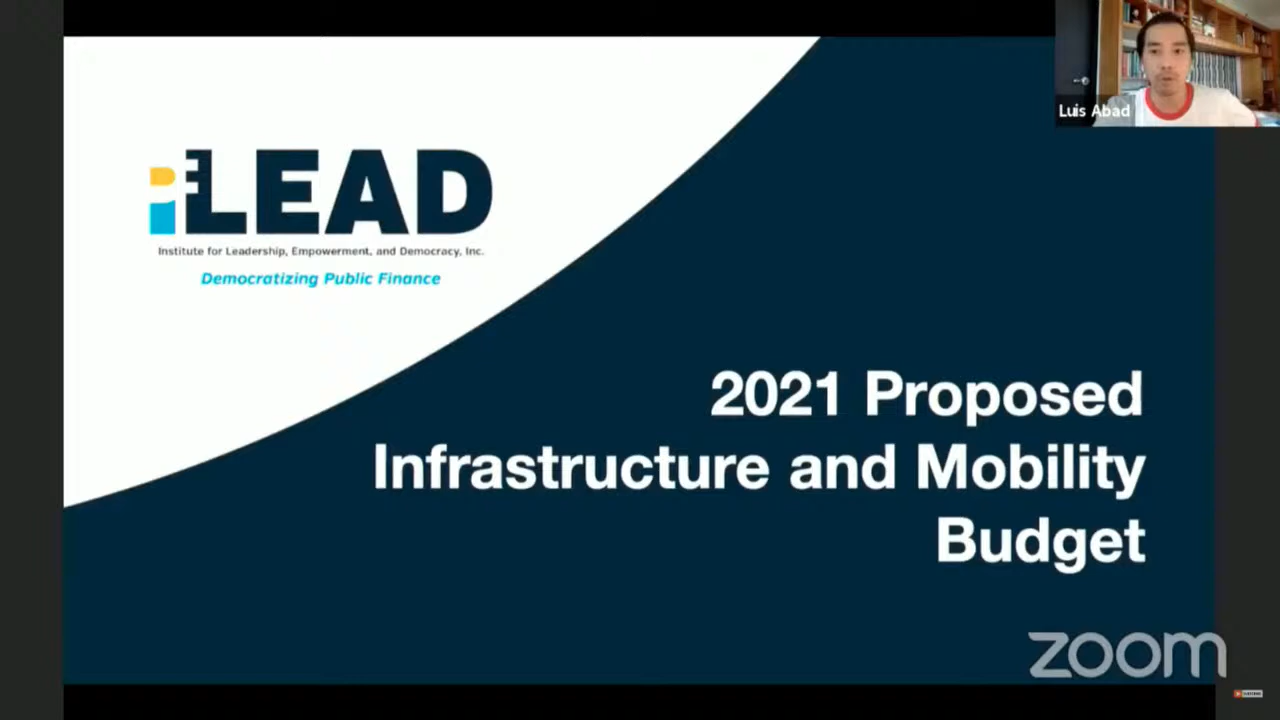 Luis Abad
iLEAD
Institute for Leadership, Empowerment, and Democracy, Inc.
Democratizing Public Finance
2021 Proposed
Infrastructure and Mobility
Budget
zoom